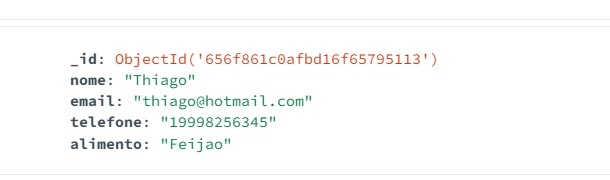 _id: ObjectId('656f861c0afbd16f65795113')
nome: "Thiago"
email: "thiago@hotmail.com"
telefone: "19998256345"
alimento: "Feijao"